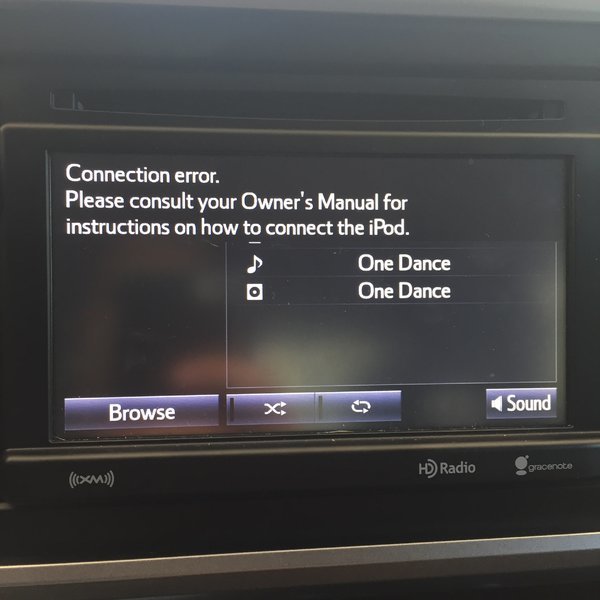 Connection error.
Please consult your Owner's Manual for
instructions on how to connect the iPod.
One Dance
One Dance
Browse
Sound
((XM))
HD Radio
gracenote